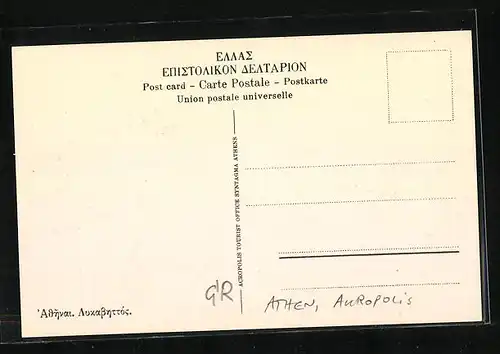 ΕΛΛΑΣ
ΕΠΙΣΤΟΛΙΚΟΝ ΔΕΛΤΑΡΙΟΝ
Post card – Carte Postale – Postkarte
Union postale universelle
ACROPOLIS TOURIST OFFICE SYNTAGMA ATHENS
GR
ATHEN, AKROPOLIS
Ἀθῆναι. Λυκαβηττός.